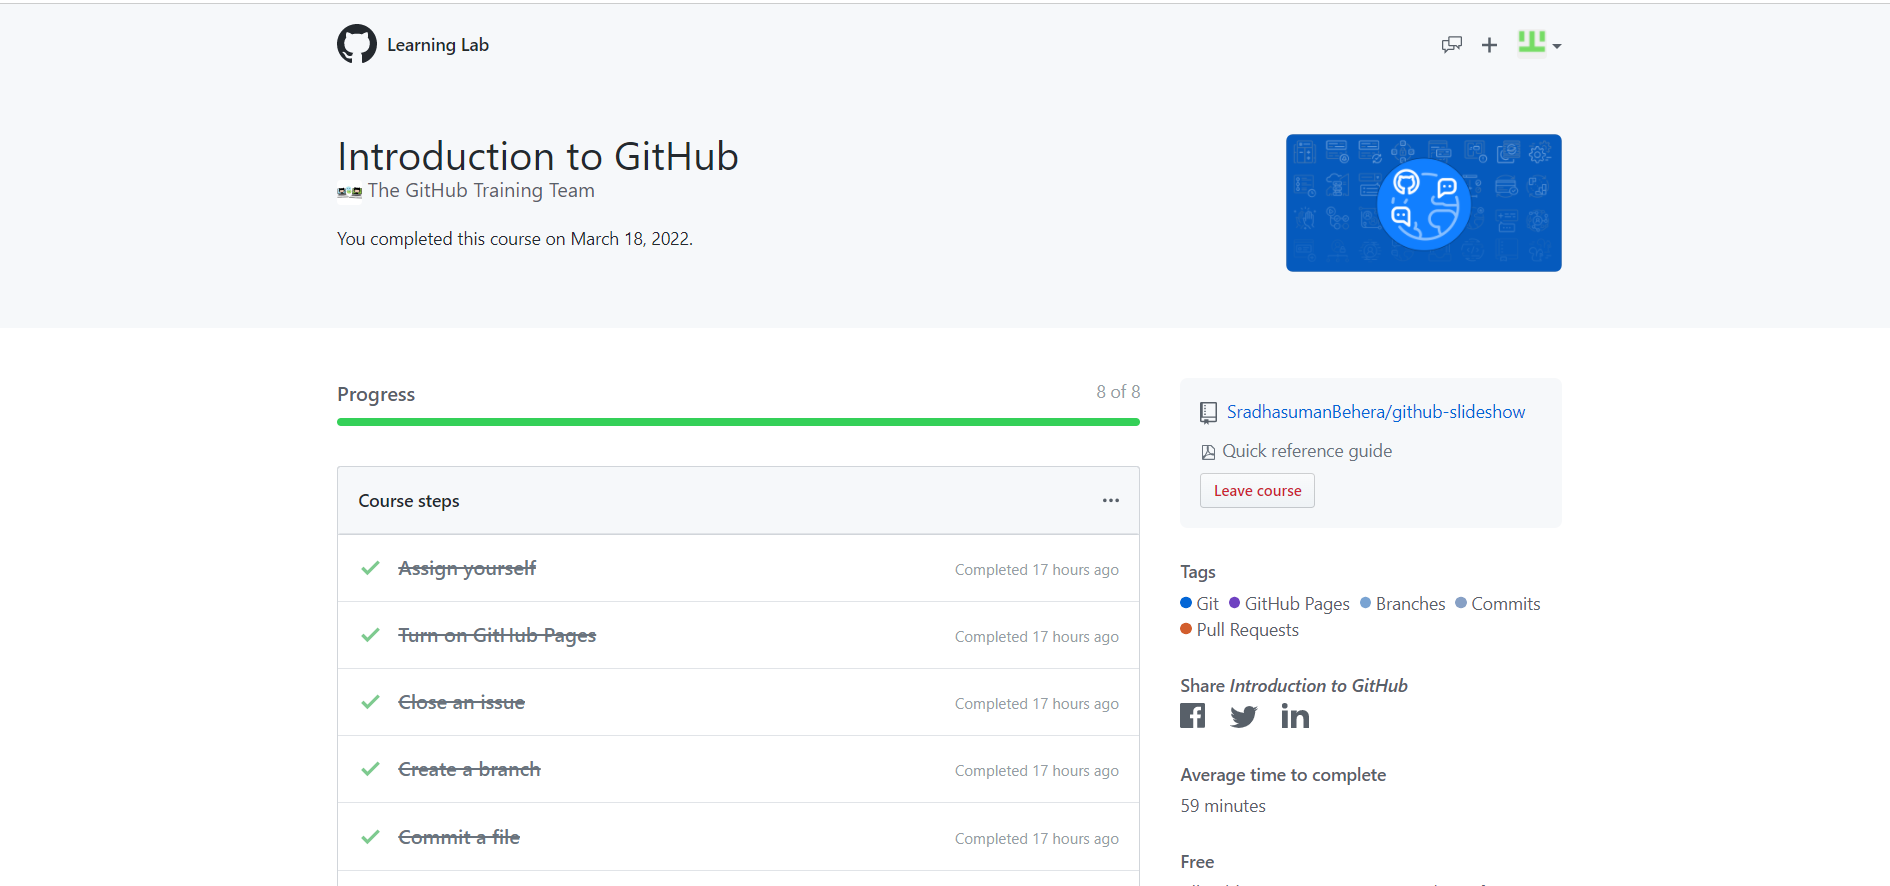 Learning Lab
Introduction to GitHub
The GitHub Training Team
You completed this course on March 18, 2022.
Progress
8 of 8
Course steps
Assign yourself
Completed 17 hours ago
Turn on GitHub Pages
Completed 17 hours ago
Close an issue
Completed 17 hours ago
Create a branch
Completed 17 hours ago
Commit a file
Completed 17 hours ago
SradhasumanBehera/github-slideshow
Quick reference guide
Leave course
Tags
Git GitHub Pages Branches Commits
Pull Requests
Share Introduction to GitHub
Average time to complete
59 minutes
Free